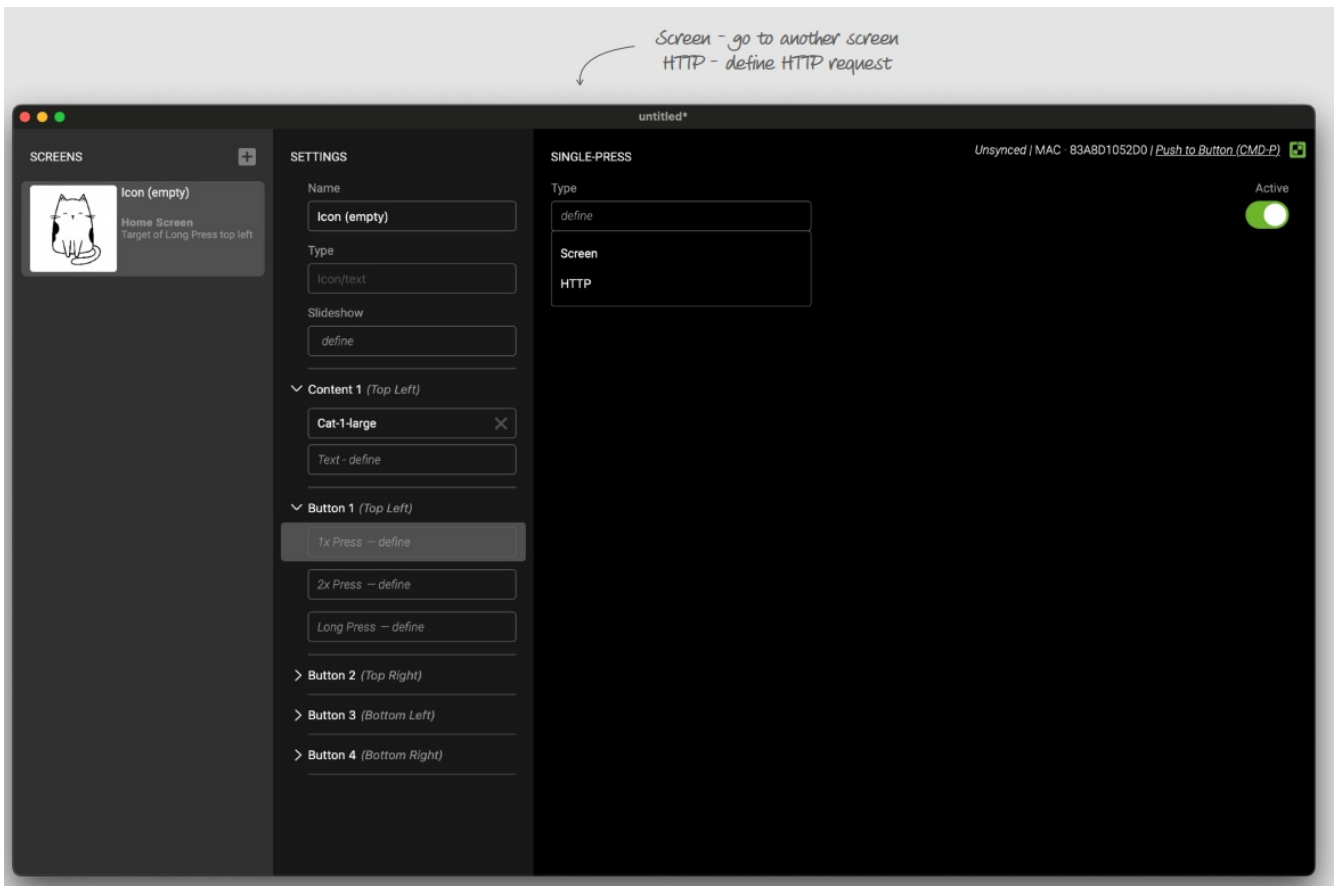 Screen - go to another screen
HTTP - define HTTP request
untitled*
SCREENS
Icon (empty)
Home Screen
Target of Long Press top left
SETTINGS
Name
Icon (empty)
Type
Icon/text
Slideshow
define
Content 1 (Top Left)
Cat-1-large
Text - define
Button 1 (Top Left)
1x Press — define
2x Press — define
Long Press — define
Button 2 (Top Right)
Button 3 (Bottom Left)
Button 4 (Bottom Right)
SINGLE-PRESS
Unsynced | MAC · 83A8D1052D0 | Push to Button (CMD-P)
Type
Active
define
Screen
HTTP